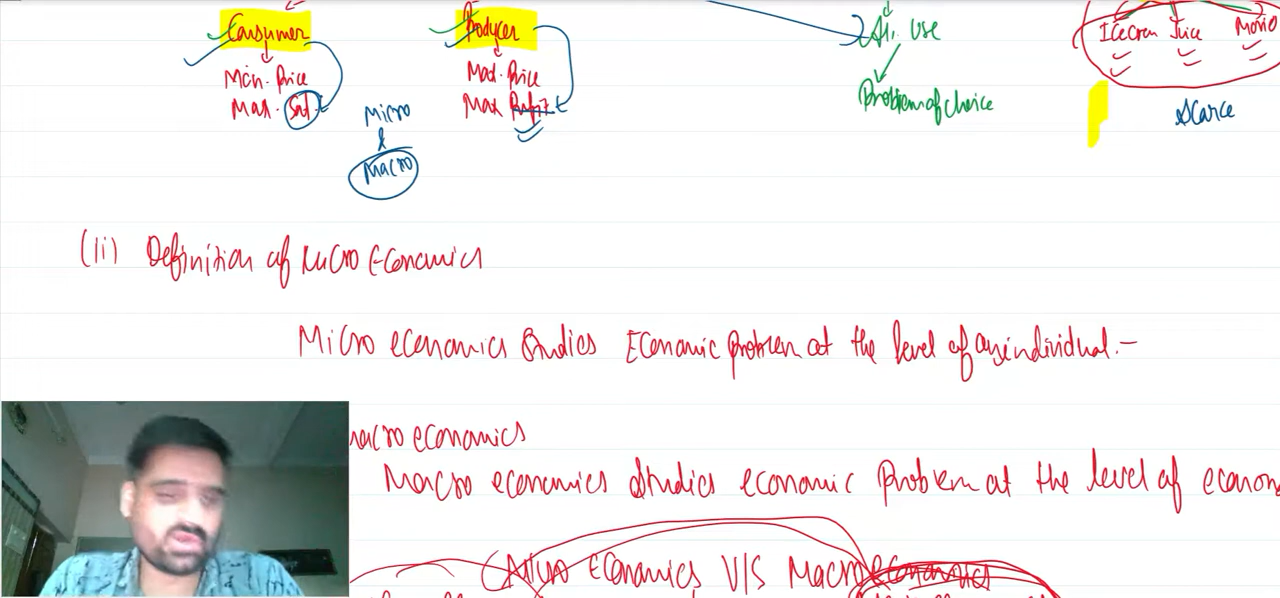 Consumer
Min. Price
Max. Sat.
Producer
Max. Price
Max Profit
Micro
&
Macro
Alt. Use
Problem of choice
Icecream Juice Movie
Scarce
(ii) Definition of Micro Economics
Micro economics Studies Economic problem at the level of an individual.-
macro economics
Macro economics Studies economic Problem at the level of econom
(Micro Economics V/S Macro economics